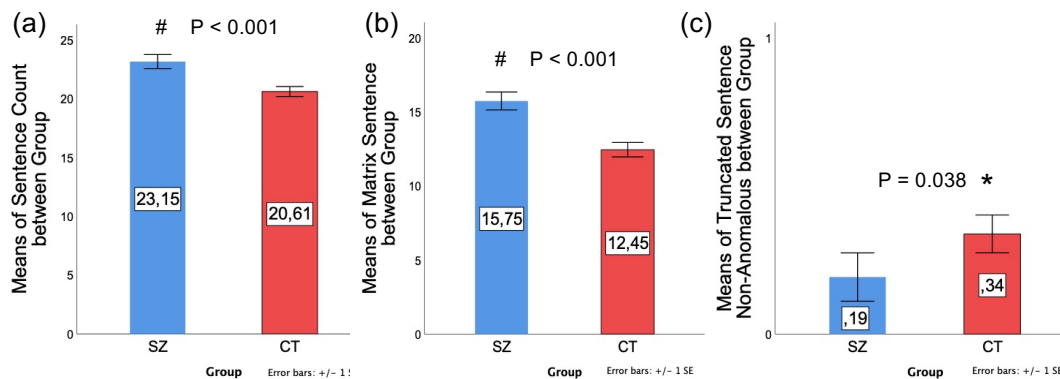 (a)
# P < 0.001
Means of Sentence Count
between Group
25
20
15
10
5
0
23,15
20,61
SZ CT
Group
Error bars: +/- 1 S
(b)
# P < 0.001
Means of Matrix Sentence
between Group
20
15
10
5
0
15,75
12,45
SZ CT
Group
Error bars: +/- 1 SE
(c)
Means of Truncated Sentence
Non-Anomalous between Group
1
0
P = 0.038 *
,19
,34
SZ CT
Group
Error bars: +/- 1 SE